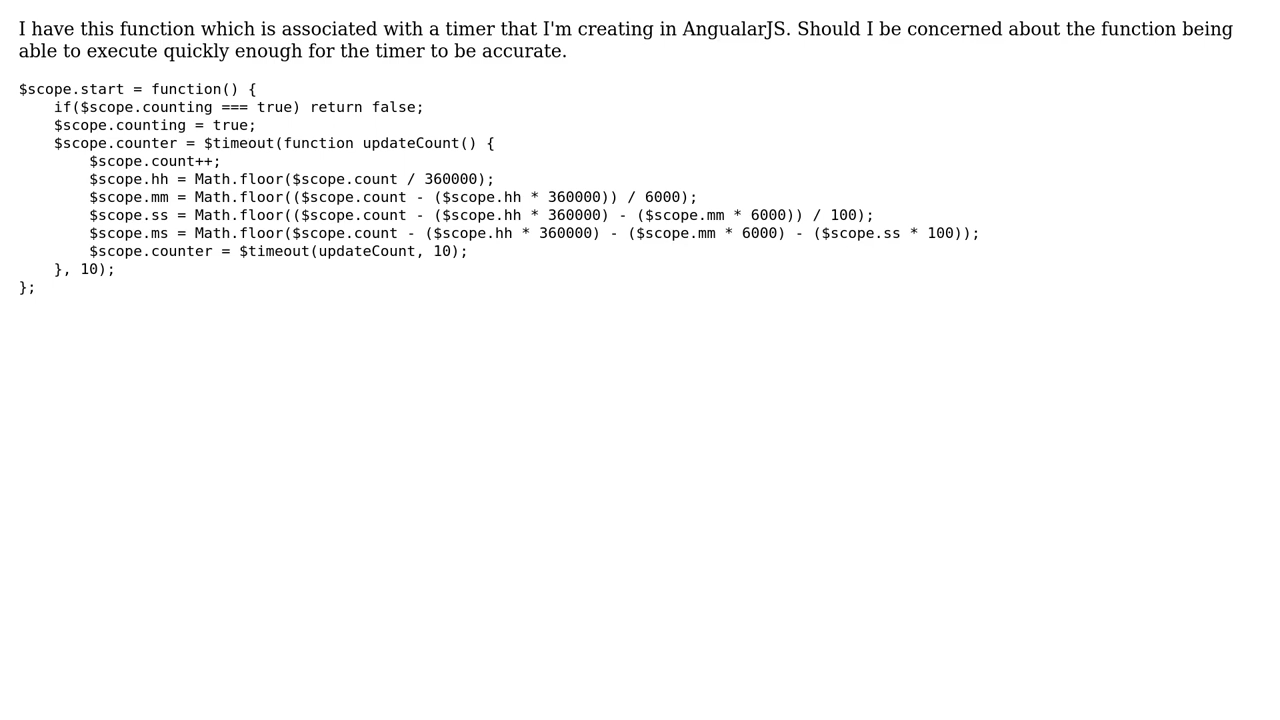 I have this function which is associated with a timer that I'm creating in AngualarJS. Should I be concerned about the function being
able to execute quickly enough for the timer to be accurate.
$scope.start = function() {
    if($scope.counting === true) return false;
    $scope.counting = true;
    $scope.counter = $timeout(function updateCount() {
        $scope.count++;
        $scope.hh = Math.floor($scope.count / 360000);
        $scope.mm = Math.floor(($scope.count - ($scope.hh * 360000)) / 6000);
        $scope.ss = Math.floor(($scope.count - ($scope.hh * 360000) - ($scope.mm * 6000)) / 100);
        $scope.ms = Math.floor($scope.count - ($scope.hh * 360000) - ($scope.mm * 6000) - ($scope.ss * 100));
        $scope.counter = $timeout(updateCount, 10);
    }, 10);
};